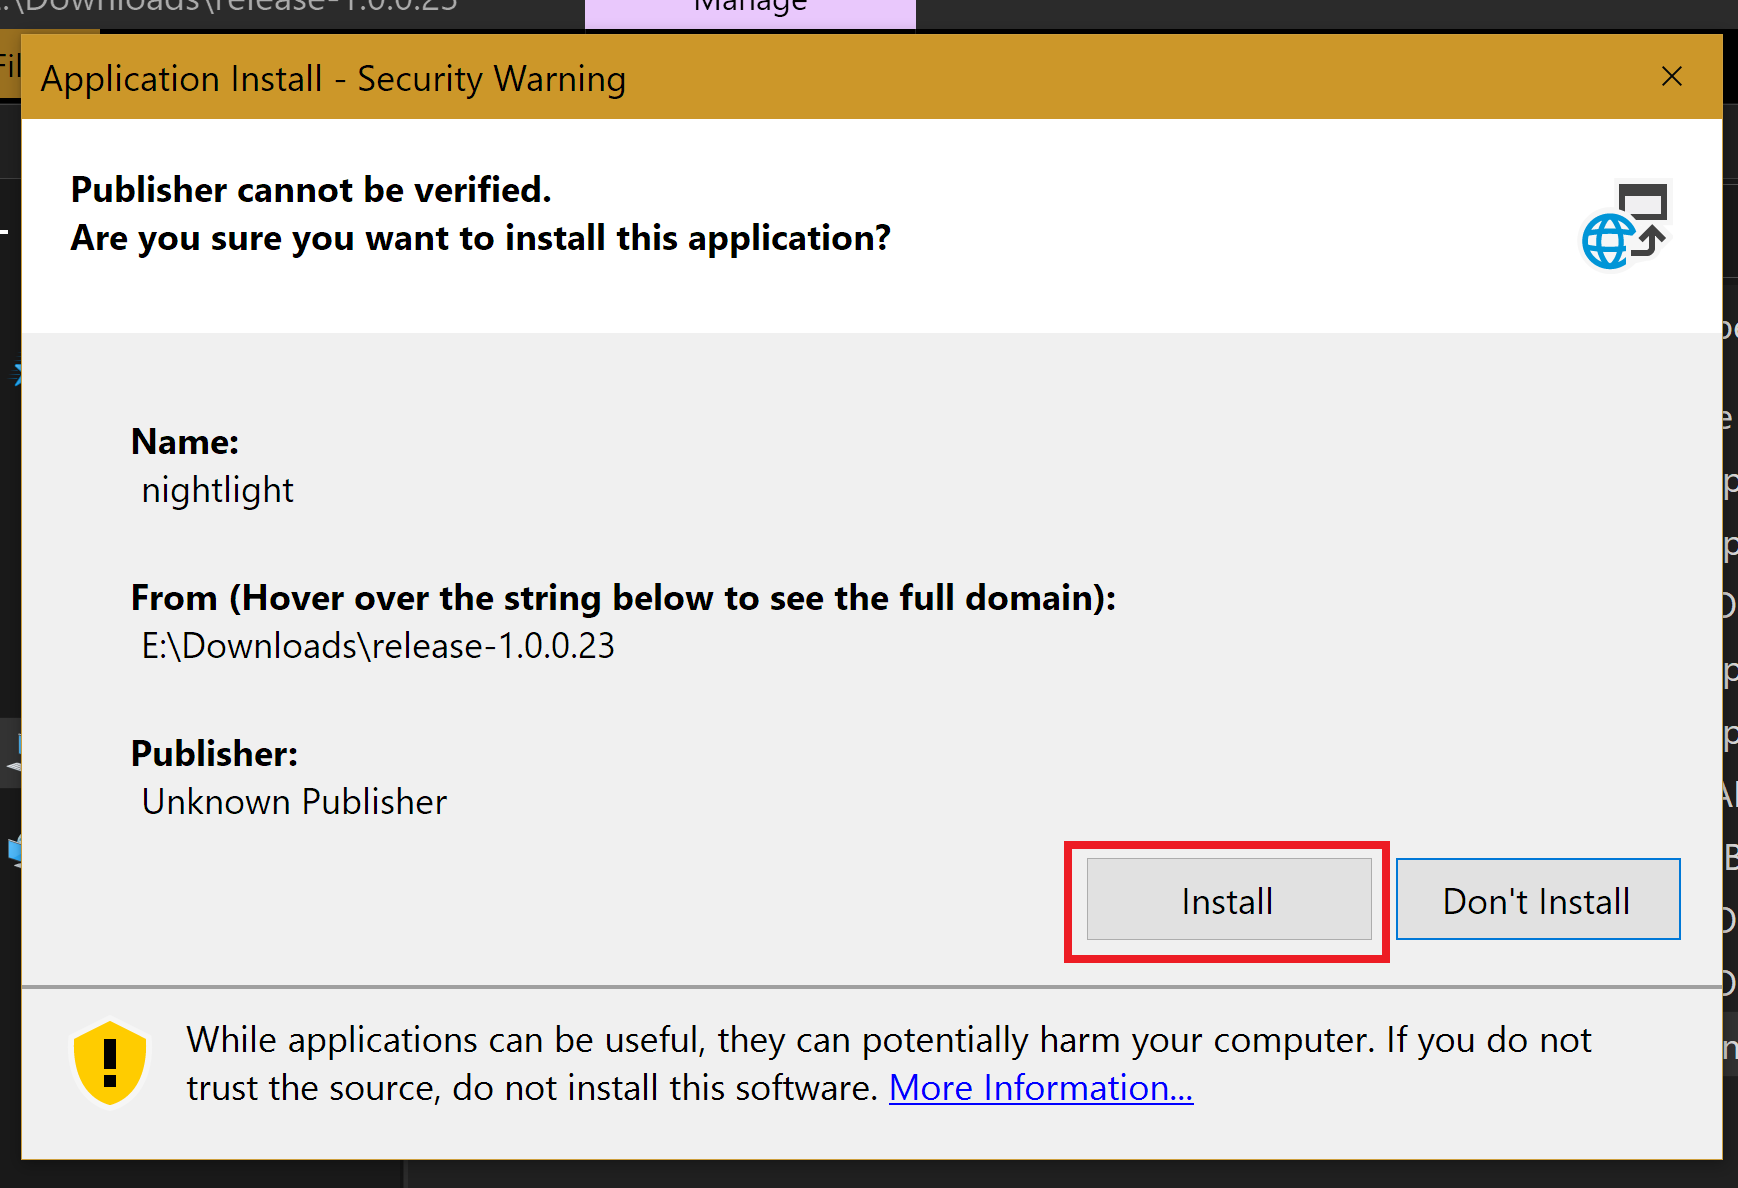 :\Downloads\release-1.0.0.23
Manage
Fil
Application Install - Security Warning
Publisher cannot be verified.
Are you sure you want to install this application?
Name:
nightlight
From (Hover over the string below to see the full domain):
E:\Downloads\release-1.0.0.23
Publisher:
Unknown Publisher
Install
Don't Install
While applications can be useful, they can potentially harm your computer. If you do not
trust the source, do not install this software. More Information...